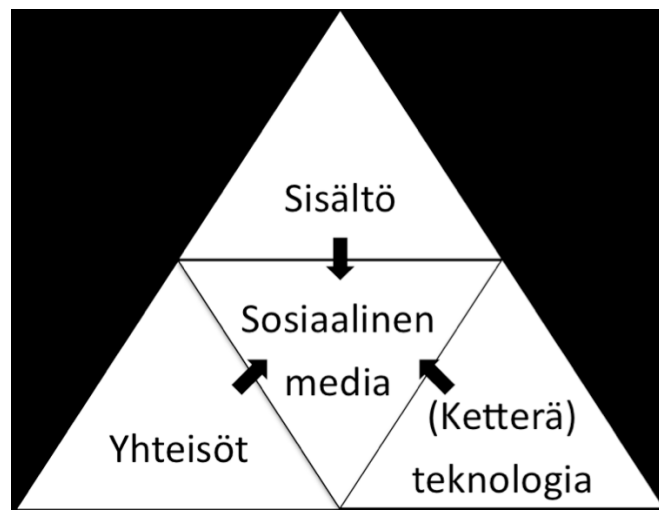 Sisältö
Sosiaalinen
media
Yhteisöt
(Ketterä)
teknologia